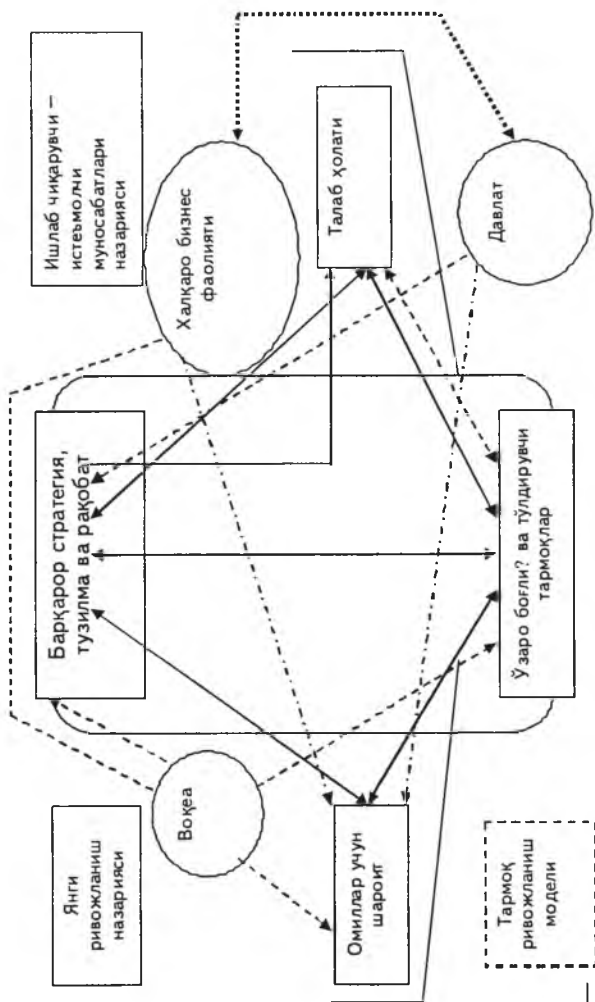 Янги
ривожланиш
назарияси
Ишлаб чиқарувчи —
истеъмолчи
муносабатлари
назарияси
Барқарор стратегия,
тузилма ва рақобат
Воқеа
Халқаро бизнес
фаолияти
Омиллар учун
шароит
Талаб ҳолати
Давлат
Ўзаро боғли? ва тўлдирувчи
тармоқлар
Тармоқ
ривожланиш
модели